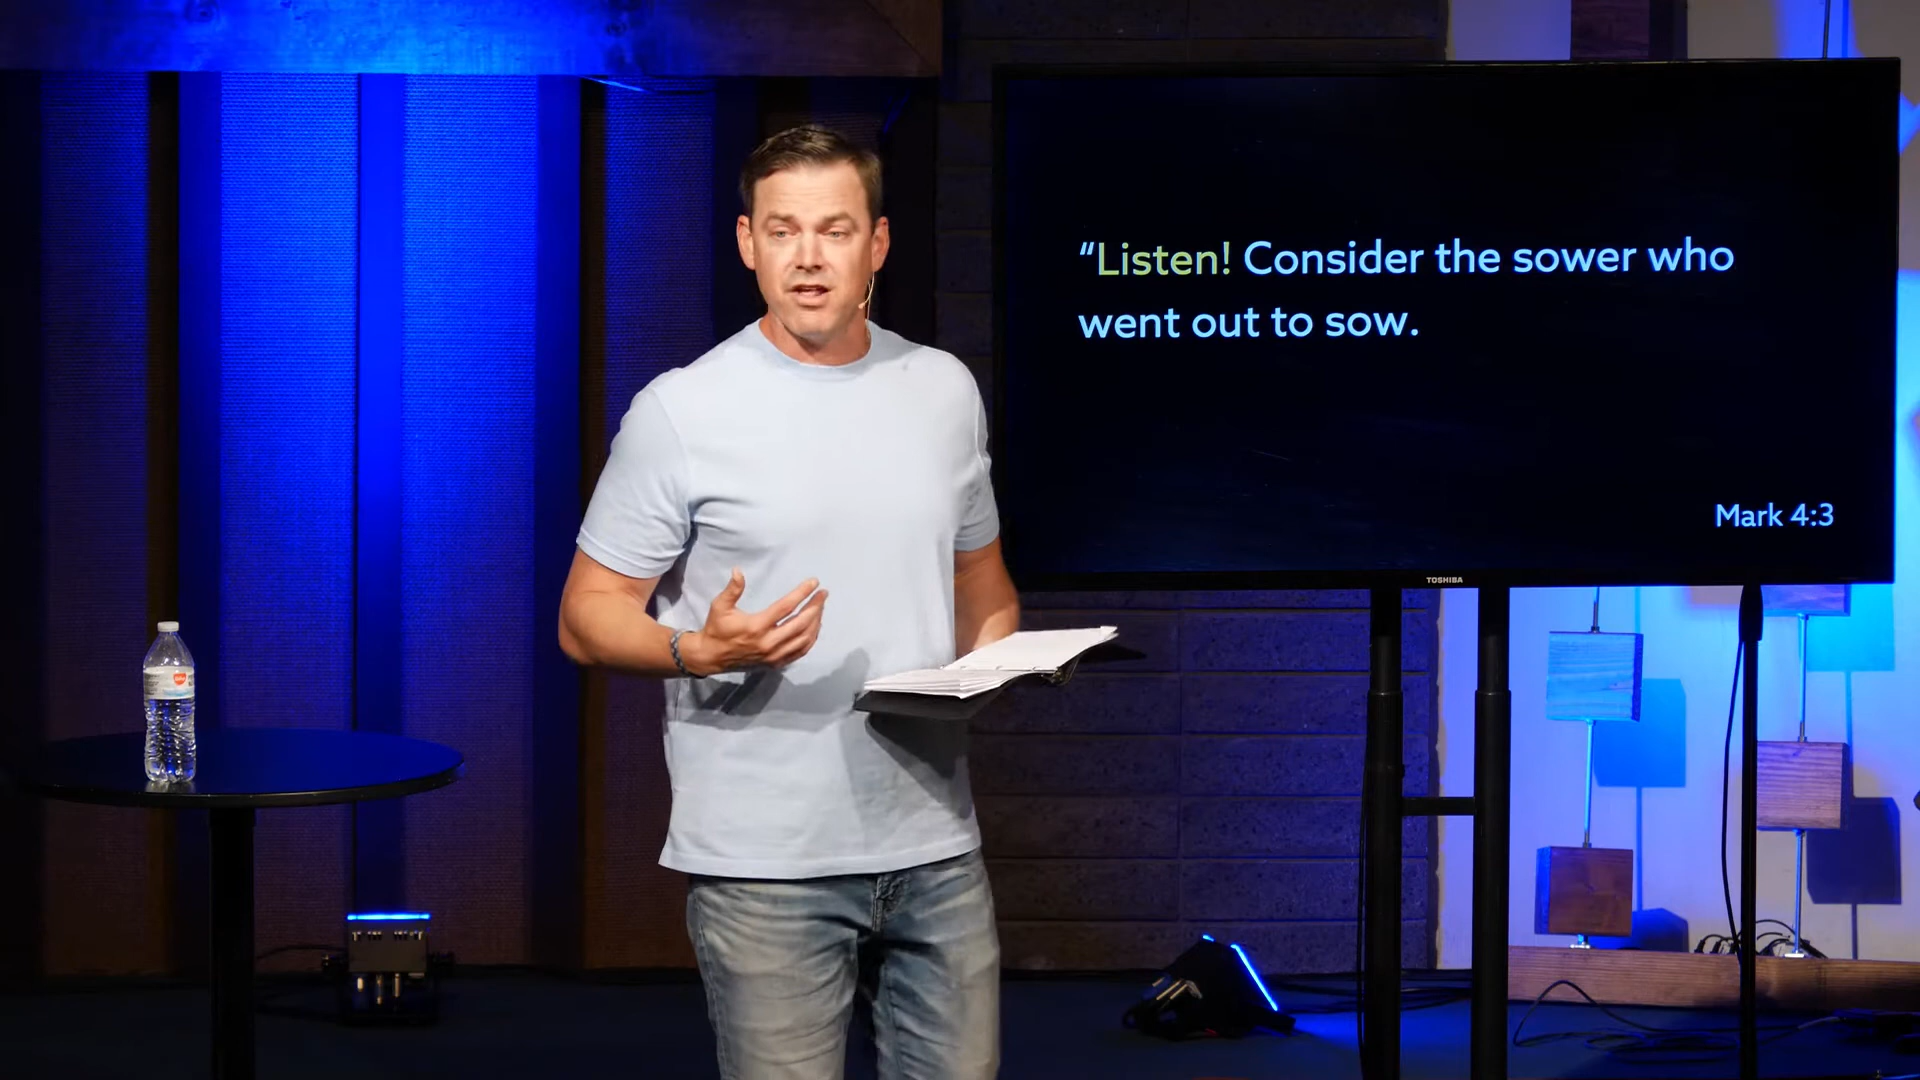 “Listen! Consider the sower who
went out to sow.
Mark 4:3
TOSHIBA